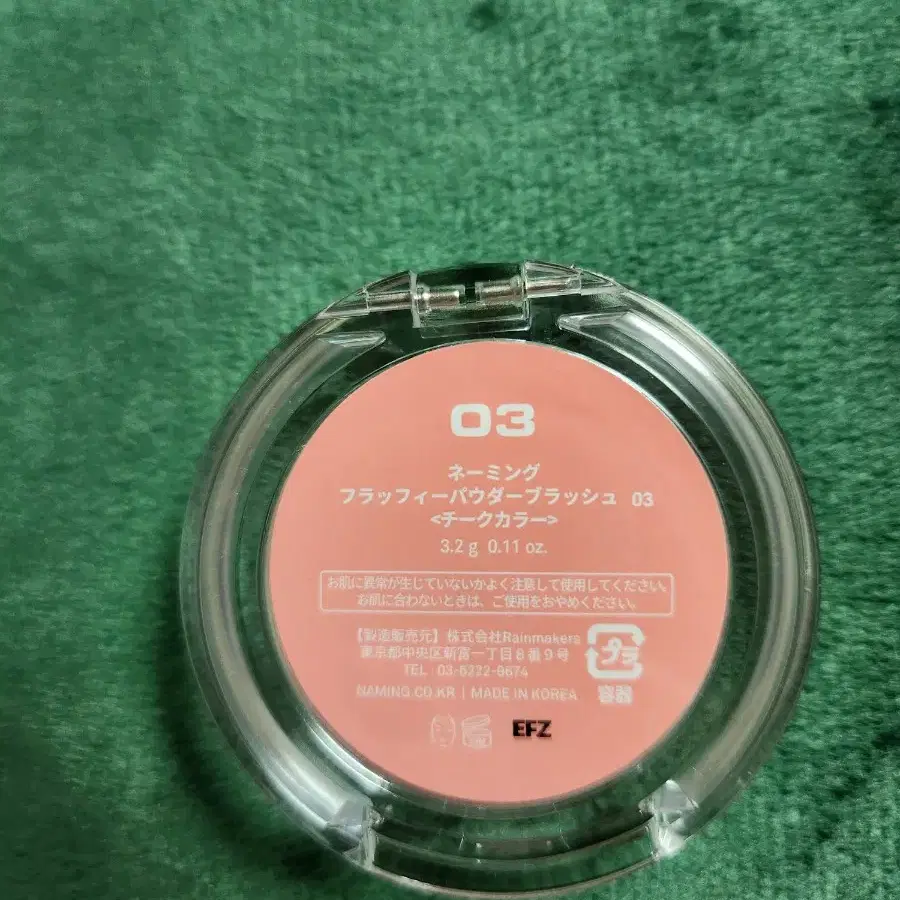 03
ネーミング
フラッフィーパウダーブラッシュ 03
<チークカラー>
3.2 g 0.11 oz.
お肌に異常が生じていないかよく注意して使用してください。
お肌に合わないときは、ご使用をおやめください。
【製造販売元】株式会社Rainmakers
東京都中央区新富一丁目8番9号
TEL : 03-6222-8674
NAMING.CO.KR | MADE IN KOREA
プラ
容器
EFZ